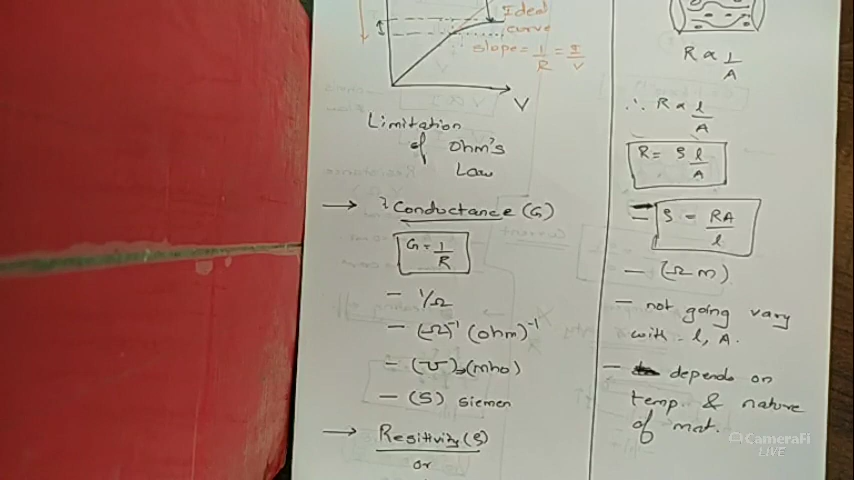 Ideal
curve
slope = 1/R = I/V
V
Limitation
of Ohm's
Law
→ Conductance (G)
G = 1/R
- 1/Ω
- (Ω)⁻¹ (ohm)⁻¹
- (℧) (mho)
- (S) siemen
→ Resitivity (ρ)
or
R ∝ 1/A
∴ R ∝ l/A
R = ρ l/A
- ρ = RA/l
- (Ω m)
- not going vary
with l, A.
- depends on
temp. & nature
of mat.
CameraFi
LIVE